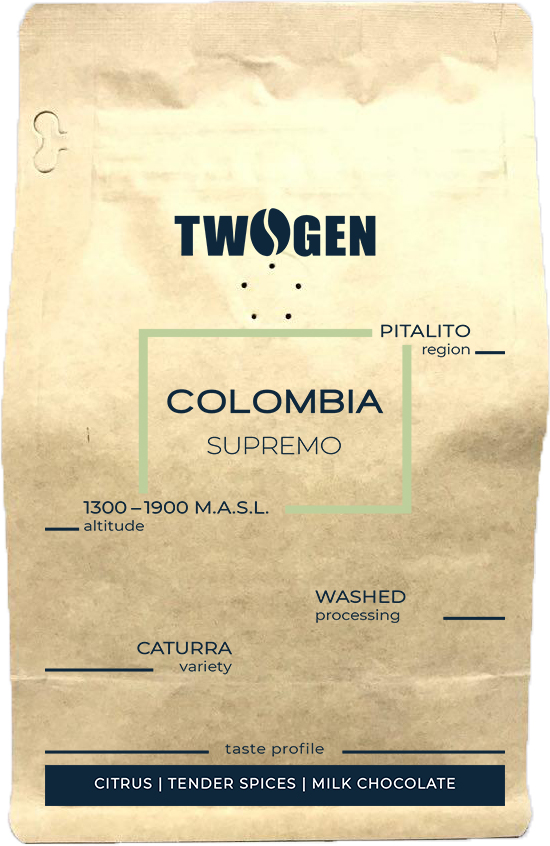 TWOGEN
PITALITO
region
COLOMBIA
SUPREMO
1300–1900 M.A.S.L.
altitude
WASHED
processing
CATURRA
variety
taste profile
CITRUS | TENDER SPICES | MILK CHOCOLATE